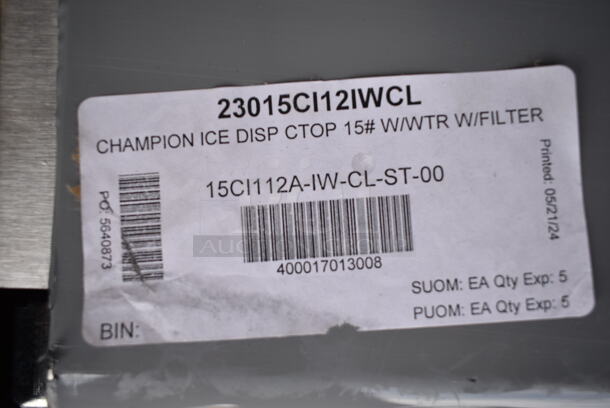 23015CI12IWCL
CHAMPION ICE DISP CTOP 15# W/WTR W/FILTER
15CI112A-IW-CL-ST-00
400017013008
PO: 5640873
Printed: 05/21/24
SUOM: EA Qty Exp: 5
PUOM: EA Qty Exp: 5
BIN: